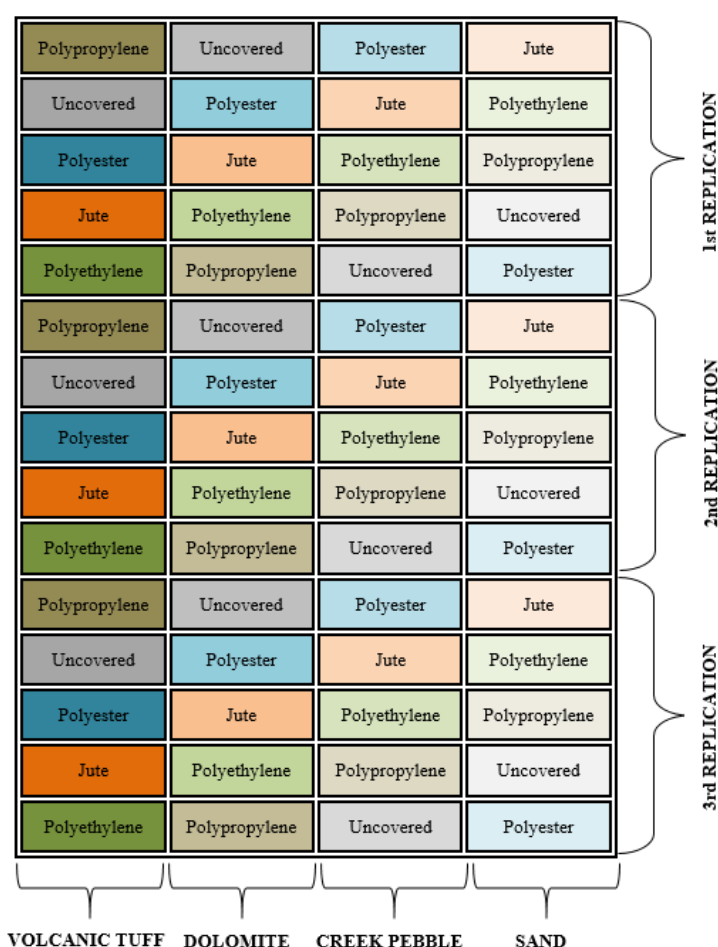 Polypropylene Uncovered Polyester Jute
Uncovered Polyester Jute Polyethylene
Polyester Jute Polyethylene Polypropylene
Jute Polyethylene Polypropylene Uncovered
Polyethylene Polypropylene Uncovered Polyester
1st REPLICATION
Polypropylene Uncovered Polyester Jute
Uncovered Polyester Jute Polyethylene
Polyester Jute Polyethylene Polypropylene
Jute Polyethylene Polypropylene Uncovered
Polyethylene Polypropylene Uncovered Polyester
2nd REPLICATION
Polypropylene Uncovered Polyester Jute
Uncovered Polyester Jute Polyethylene
Polyester Jute Polyethylene Polypropylene
Jute Polyethylene Polypropylene Uncovered
Polyethylene Polypropylene Uncovered Polyester
3rd REPLICATION
VOLCANIC TUFF DOLOMITE CREEK PEBBLE SAND